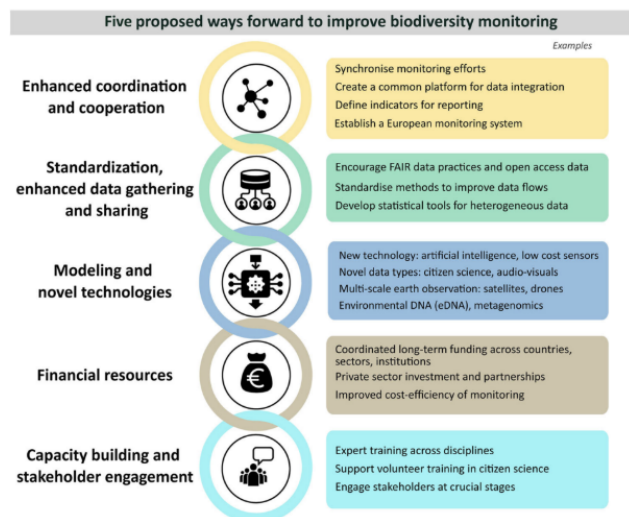 Five proposed ways forward to improve biodiversity monitoring
Examples
Enhanced coordination
and cooperation
Synchronise monitoring efforts
Create a common platform for data integration
Define indicators for reporting
Establish a European monitoring system
Standardization,
enhanced data gathering
and sharing
Encourage FAIR data practices and open access data
Standardise methods to improve data flows
Develop statistical tools for heterogeneous data
Modeling and
novel technologies
New technology: artificial intelligence, low cost sensors
Novel data types: citizen science, audio-visuals
Multi-scale earth observation: satellites, drones
Environmental DNA (eDNA), metagenomics
Financial resources
€
Coordinated long-term funding across countries,
sectors, institutions
Private sector investment and partnerships
Improved cost-efficiency of monitoring
Capacity building and
stakeholder engagement
Expert training across disciplines
Support volunteer training in citizen science
Engage stakeholders at crucial stages